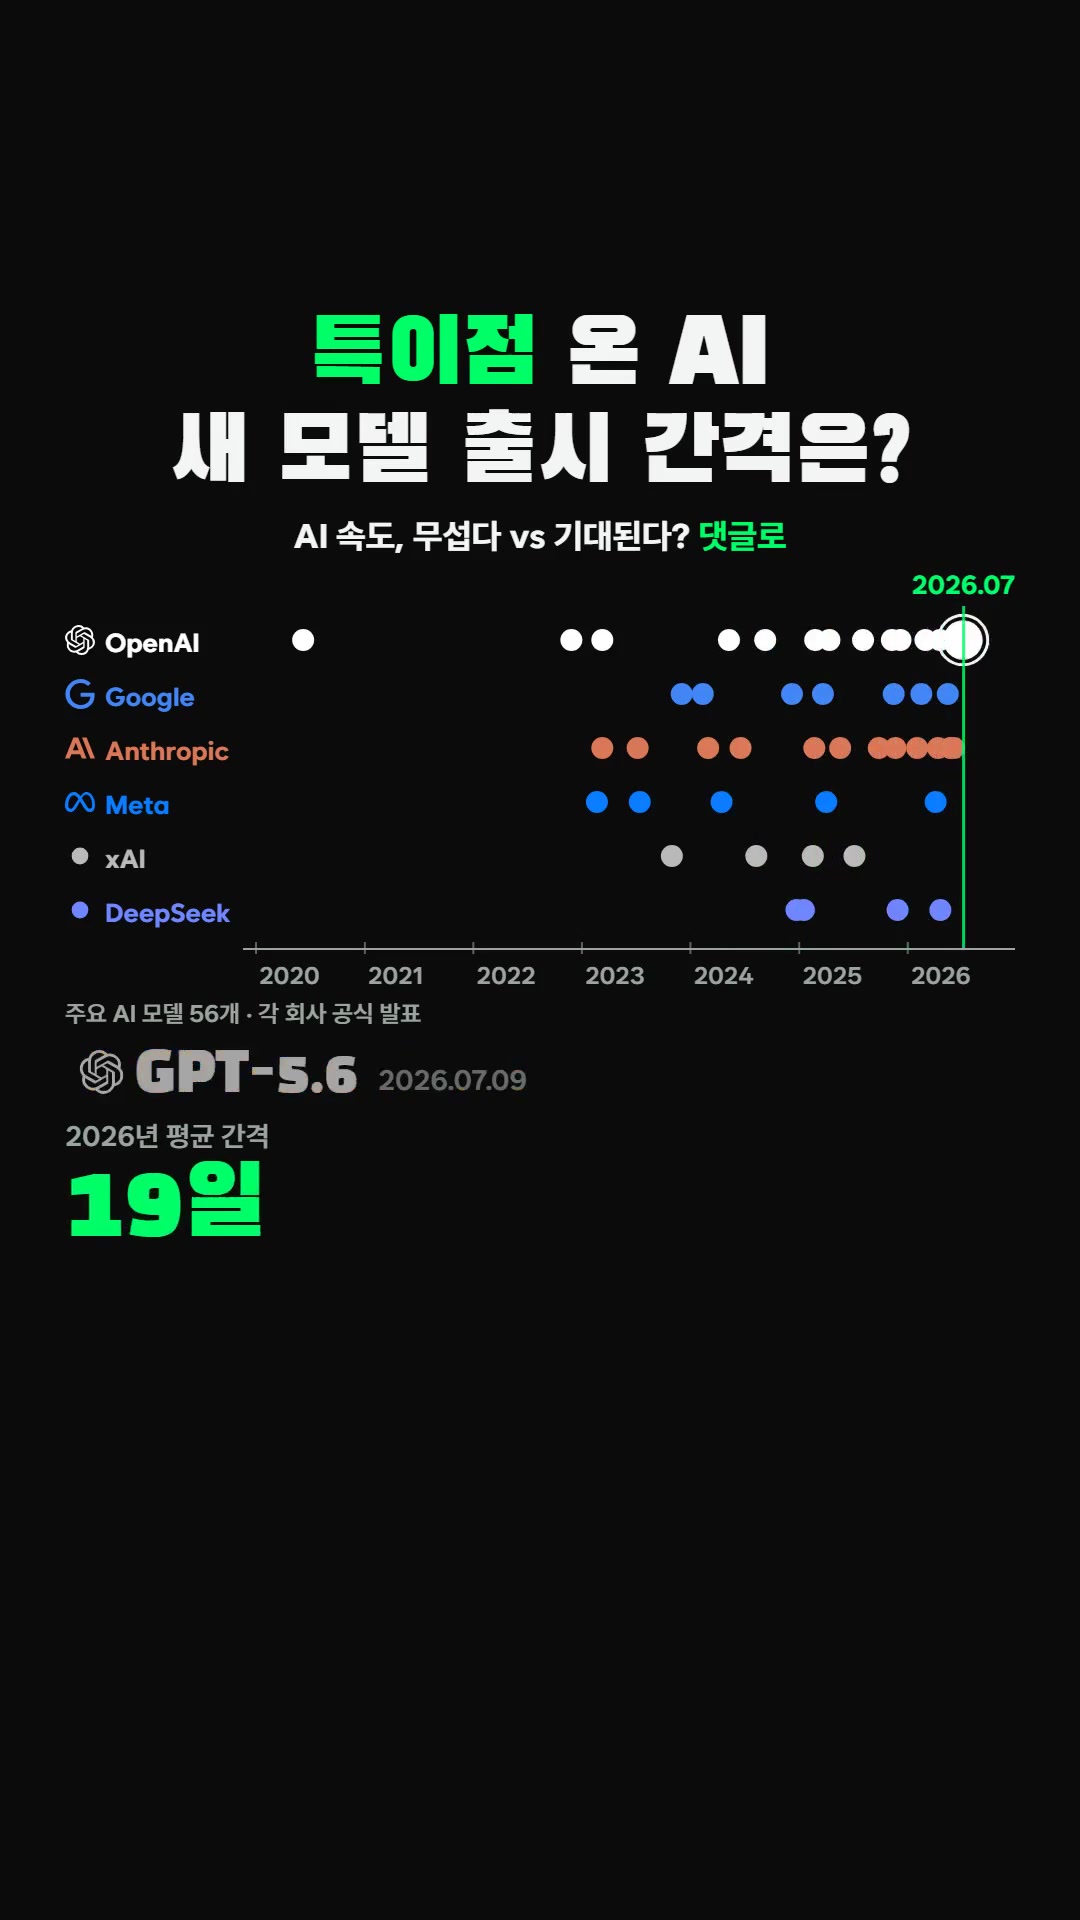 특이점 온 AI
새 모델 출시 간격은?
AI 속도, 무섭다 vs 기대된다? 댓글로
2026.07
OpenAI
Google
Anthropic
Meta
xAI
DeepSeek
2020 2021 2022 2023 2024 2025 2026
주요 AI 모델 56개 · 각 회사 공식 발표
GPT-5.6 2026.07.09
2026년 평균 간격
19일